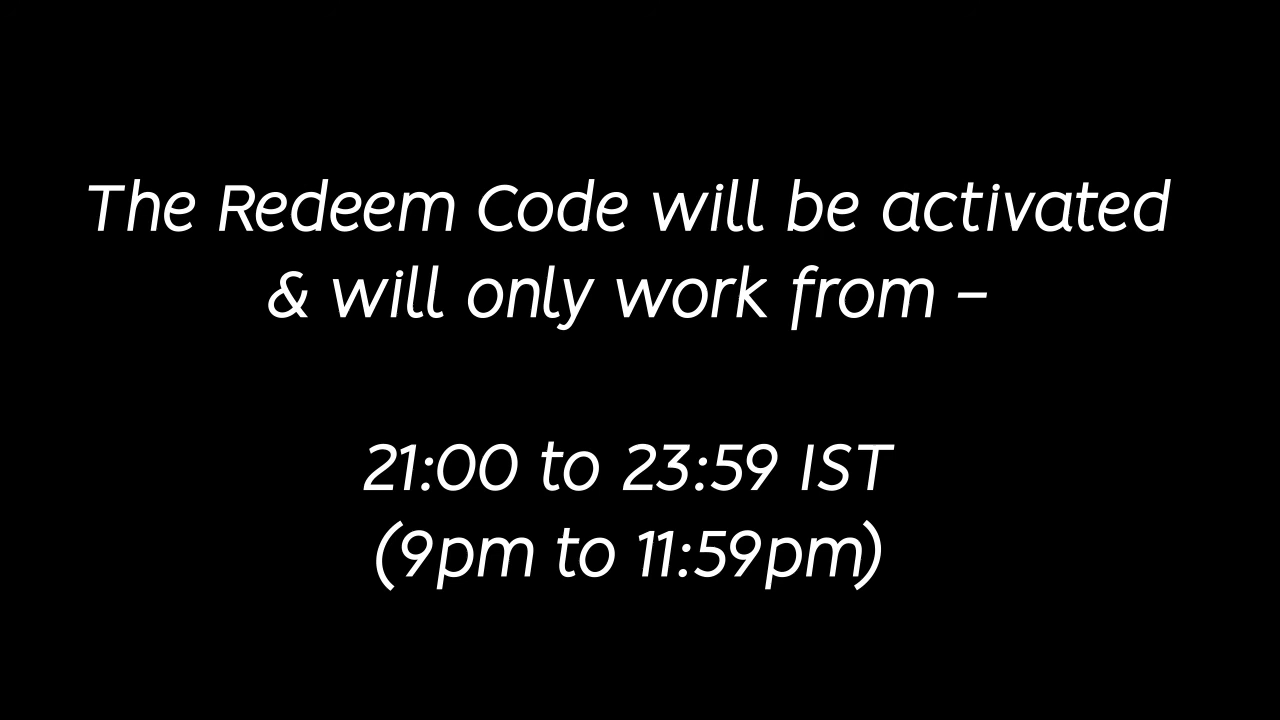 The Redeem Code will be activated
& will only work from –
21:00 to 23:59 IST
(9pm to 11:59pm)